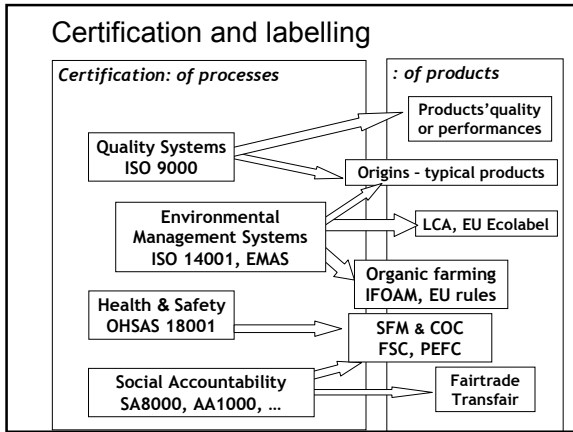 Certification and labelling
Certification: of processes
: of products
Products’quality
or performances
Quality Systems
ISO 9000
Origins – typical products
Environmental
Management Systems
ISO 14001, EMAS
LCA, EU Ecolabel
Organic farming
IFOAM, EU rules
Health & Safety
OHSAS 18001
SFM & COC
FSC, PEFC
Social Accountability
SA8000, AA1000, …
Fairtrade
Transfair